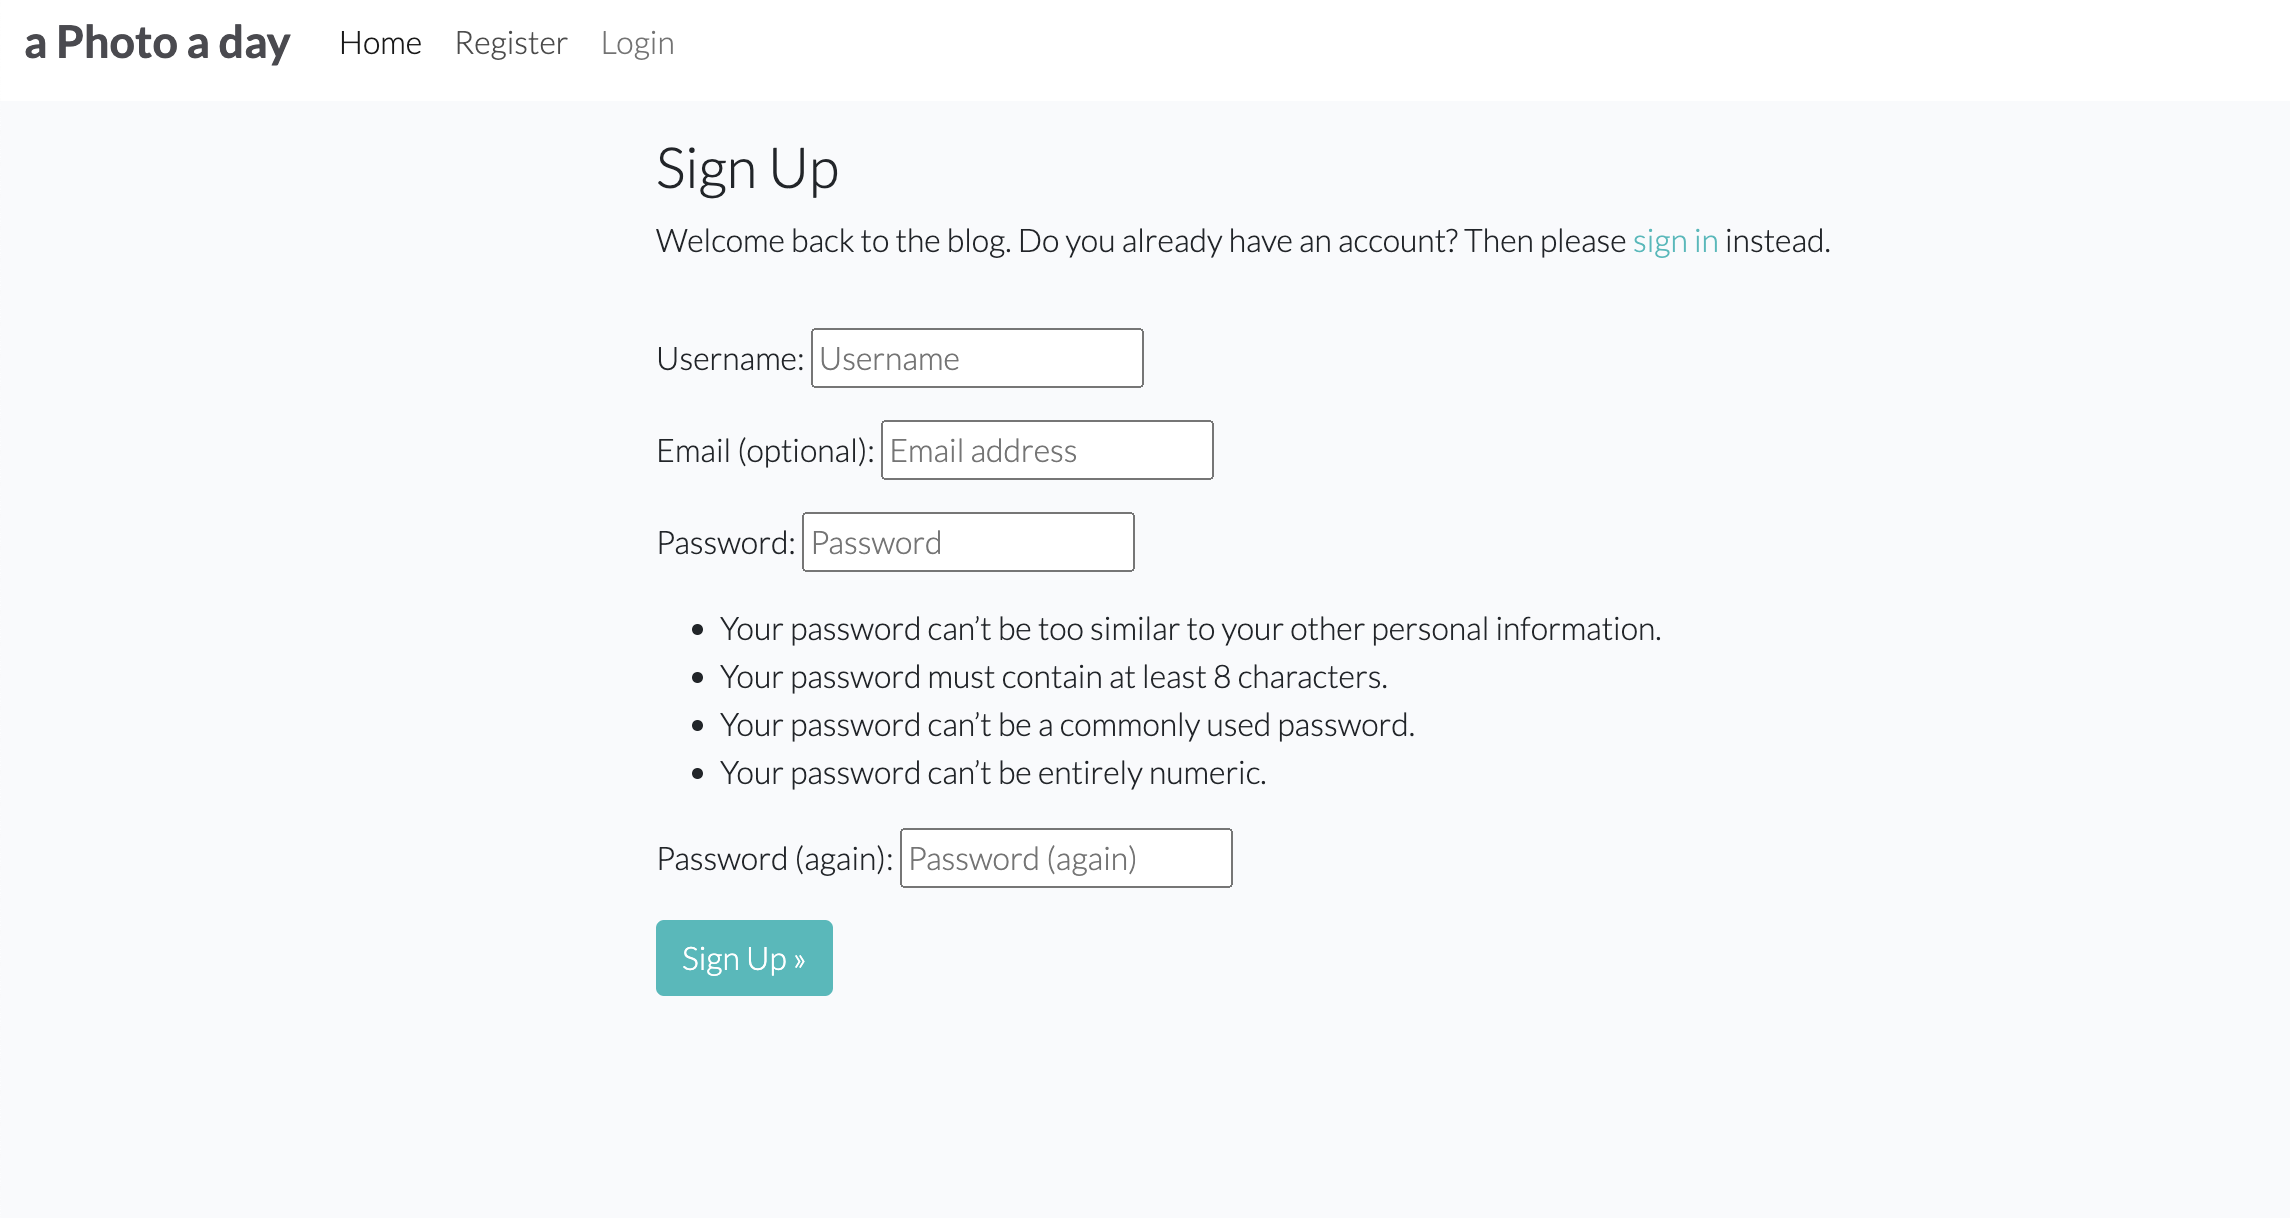 a Photo a day Home Register Login
Sign Up
Welcome back to the blog. Do you already have an account? Then please sign in instead.
Username: Username
Email (optional): Email address
Password: Password
• Your password can’t be too similar to your other personal information.
• Your password must contain at least 8 characters.
• Your password can’t be a commonly used password.
• Your password can’t be entirely numeric.
Password (again): Password (again)
Sign Up »